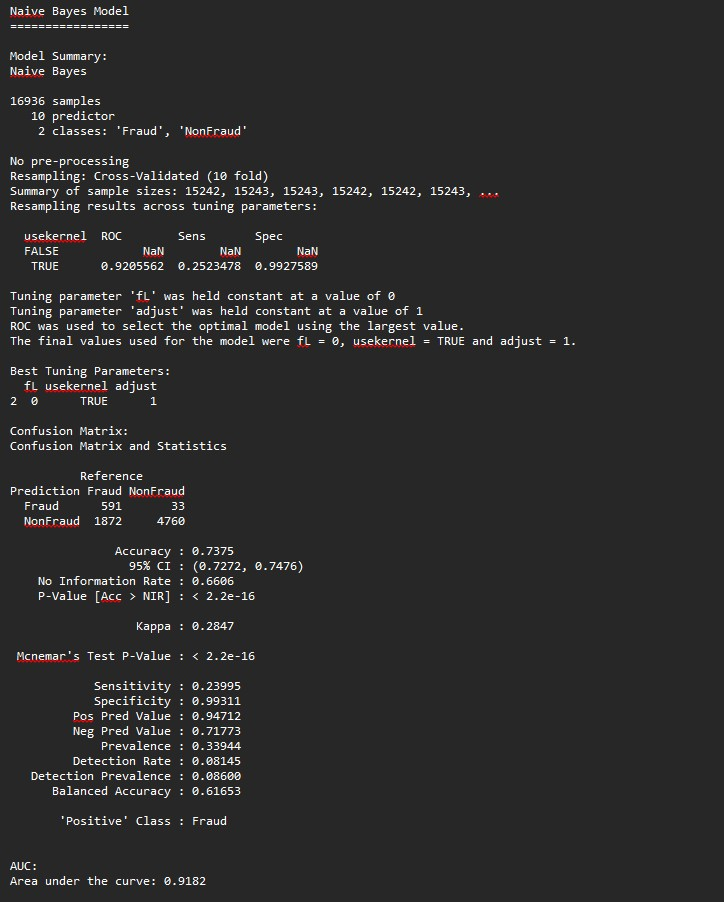 Naive Bayes Model
=================
Model Summary:
Naive Bayes
16936 samples
10 predictor
2 classes: 'Fraud', 'NonFraud'
No pre-processing
Resampling: Cross-Validated (10 fold)
Summary of sample sizes: 15242, 15243, 15243, 15242, 15242, 15243, ...
Resampling results across tuning parameters:
usekernel ROC Sens Spec
FALSE NaN NaN NaN
TRUE 0.9205562 0.2523478 0.9927589
Tuning parameter 'fL' was held constant at a value of 0
Tuning parameter 'adjust' was held constant at a value of 1
ROC was used to select the optimal model using the largest value.
The final values used for the model were fL = 0, usekernel = TRUE and adjust = 1.
Best Tuning Parameters:
fL usekernel adjust
2 0 TRUE 1
Confusion Matrix:
Confusion Matrix and Statistics
Reference
Prediction Fraud NonFraud
Fraud 591 33
NonFraud 1872 4760
Accuracy : 0.7375
95% CI : (0.7272, 0.7476)
No Information Rate : 0.6606
P-Value [Acc > NIR] : < 2.2e-16
Kappa : 0.2847
Mcnemar's Test P-Value : < 2.2e-16
Sensitivity : 0.23995
Specificity : 0.99311
Pos Pred Value : 0.94712
Neg Pred Value : 0.71773
Prevalence : 0.33944
Detection Rate : 0.08145
Detection Prevalence : 0.08600
Balanced Accuracy : 0.61653
'Positive' Class : Fraud
AUC:
Area under the curve: 0.9182